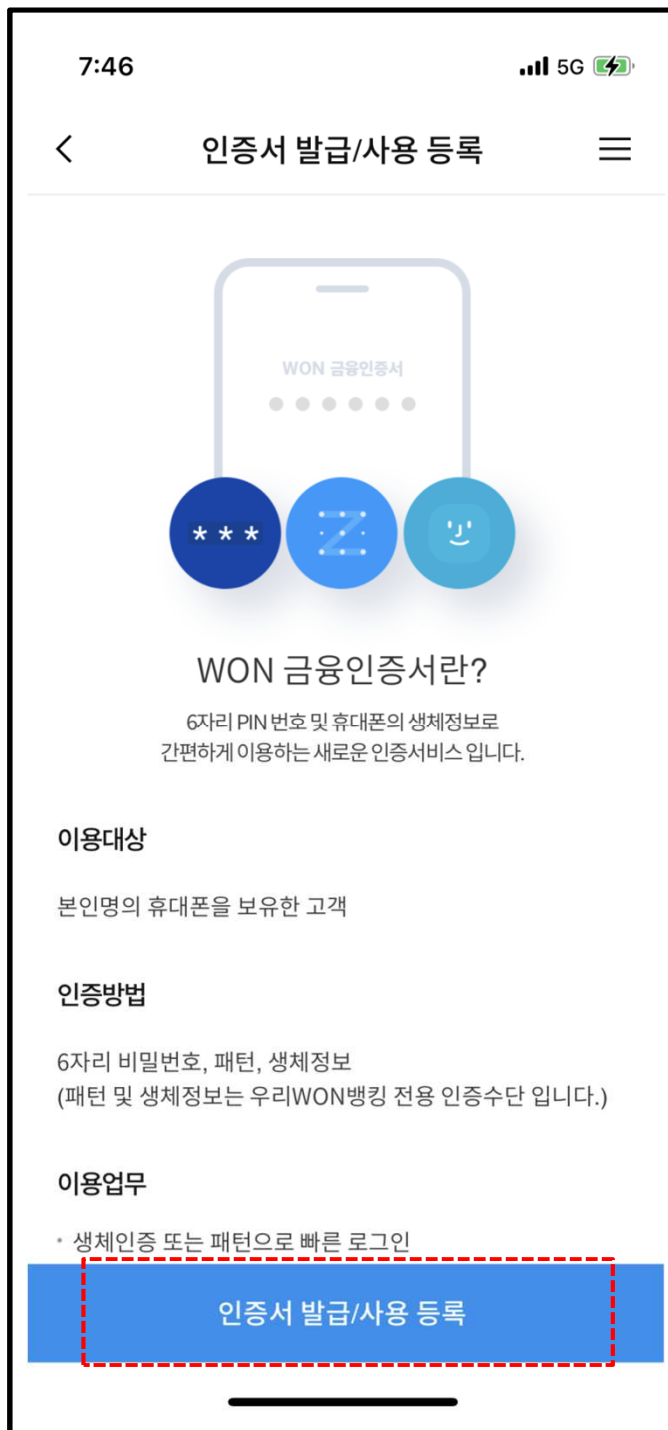 7:46
5G
인증서 발급/사용 등록
WON 금융인증서
***
WON 금융인증서란?
6자리 PIN 번호 및 휴대폰의 생체정보로
간편하게 이용하는 새로운 인증서비스 입니다.
이용대상
본인명의 휴대폰을 보유한 고객
인증방법
6자리 비밀번호, 패턴, 생체정보
(패턴 및 생체정보는 우리WON뱅킹 전용 인증수단 입니다.)
이용업무
• 생체인증 또는 패턴으로 빠른 로그인
인증서 발급/사용 등록